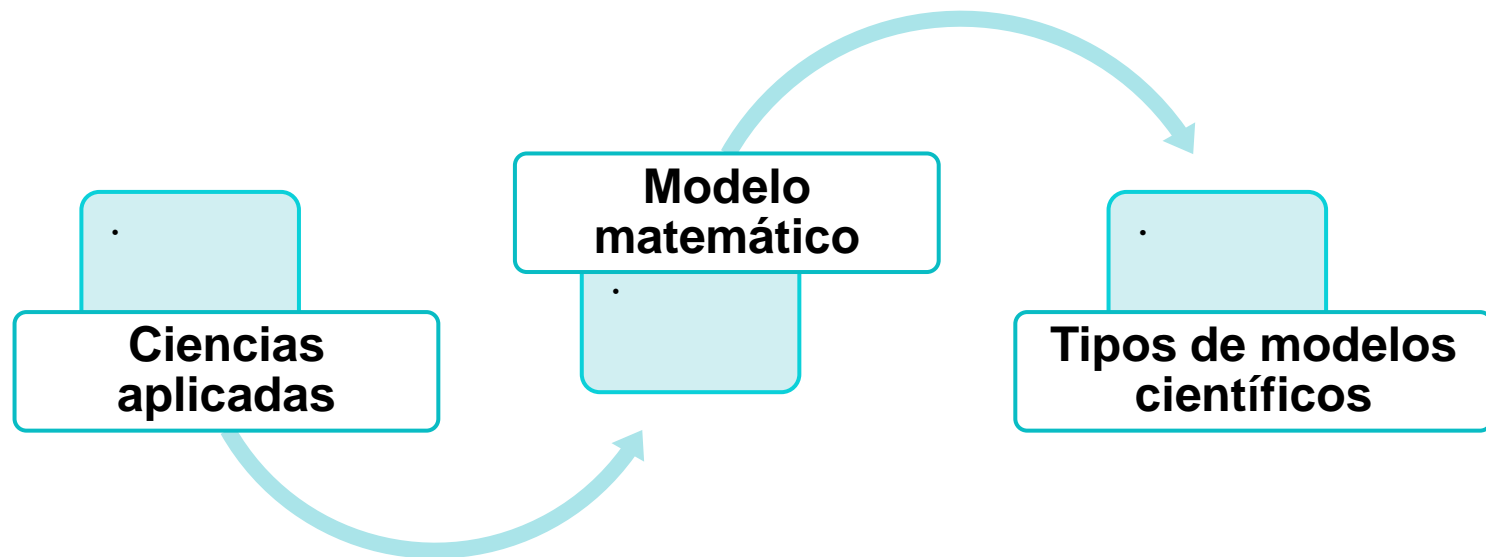 •
Ciencias
aplicadas
Modelo
matemático
•
•
Tipos de modelos
científicos